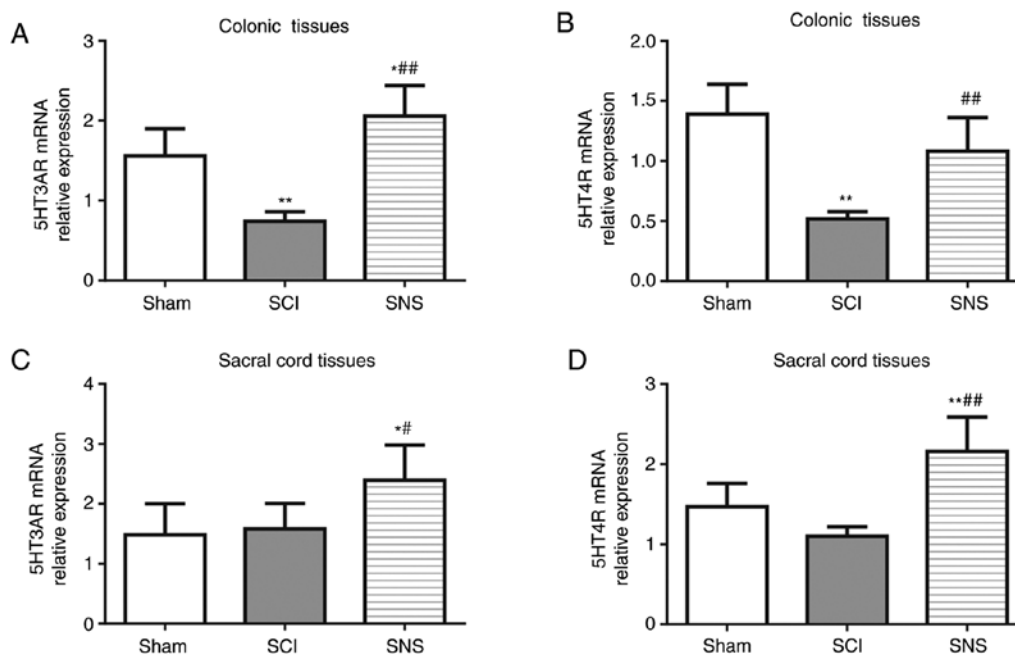 A
Colonic tissues
5HT3AR mRNA
relative expression
3
2
1
0
**
*##
Sham SCI SNS
B
Colonic tissues
5HT4R mRNA
relative expression
1.5
1.0
0.5
0.0
**
##
Sham SCI SNS
C
Sacral cord tissues
5HT3AR mRNA
relative expression
4
3
2
1
0
*#
Sham SCI SNS
D
Sacral cord tissues
5HT4R mRNA
relative expression
3
2
1
0
**##
Sham SCI SNS